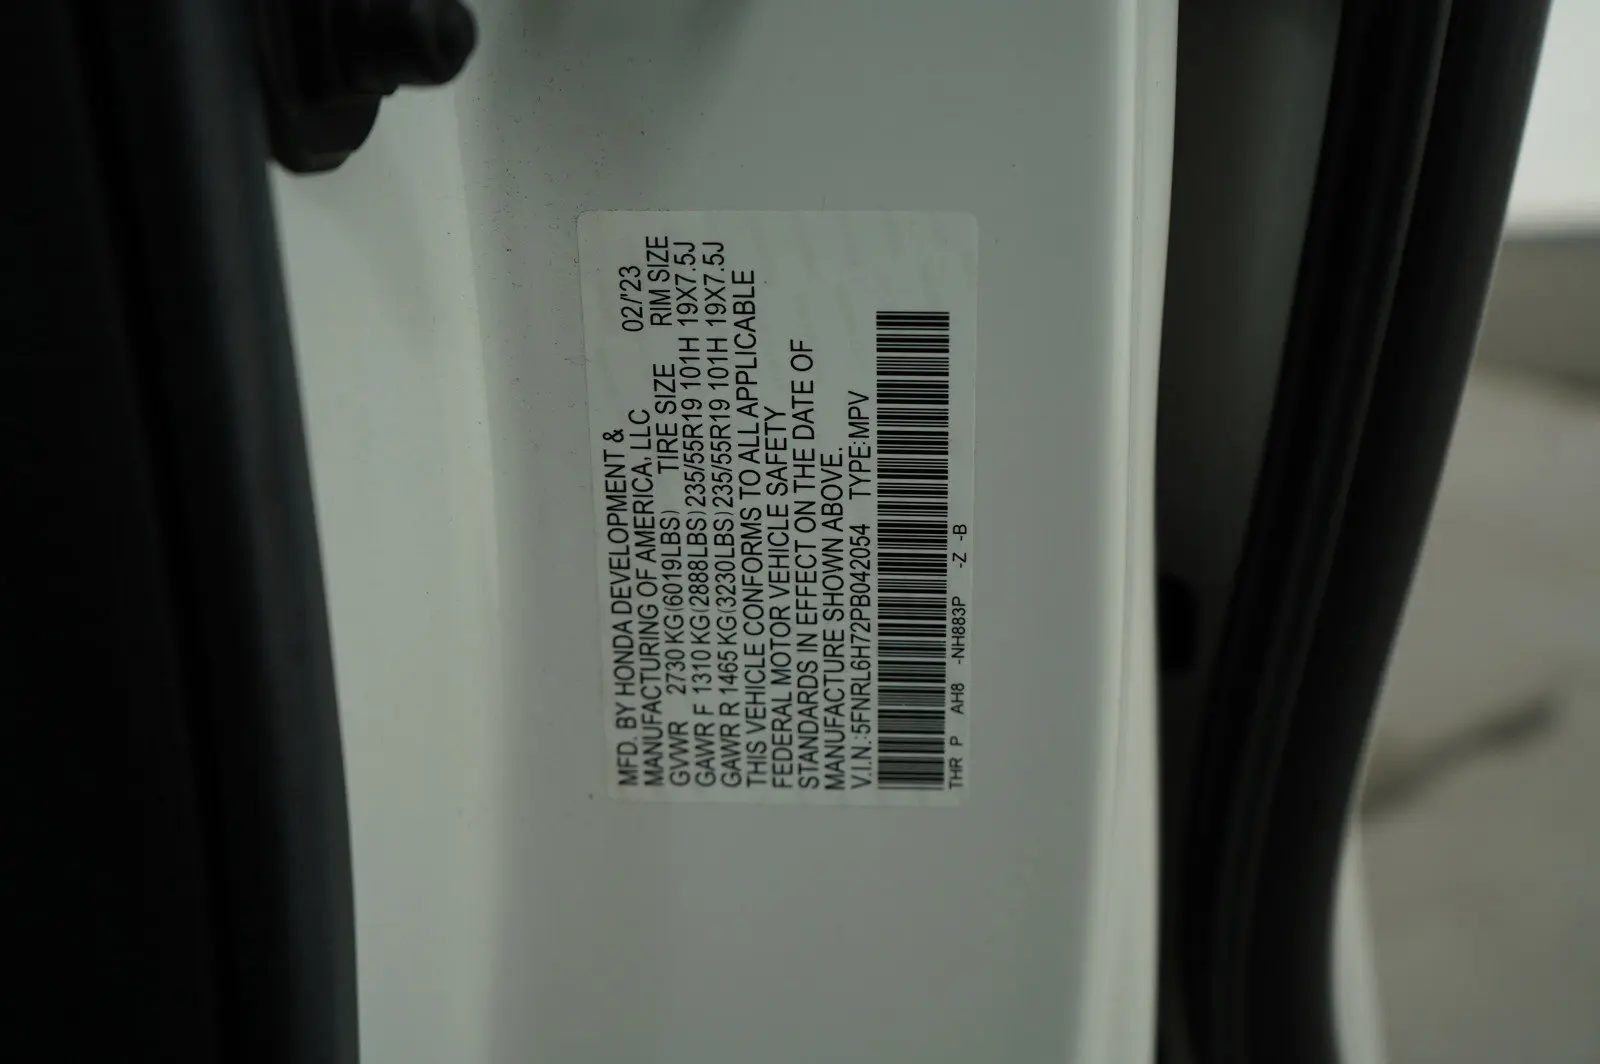 MFD. BY HONDA DEVELOPMENT &
MANUFACTURING OF AMERICA, LLC 02/'23
GVWR 2730 KG(6019LBS) TIRE SIZE RIM SIZE
GAWR F 1310 KG(2888LBS) 235/55R19 101H 19X7.5J
GAWR R 1465 KG(3230LBS) 235/55R19 101H 19X7.5J
THIS VEHICLE CONFORMS TO ALL APPLICABLE
FEDERAL MOTOR VEHICLE SAFETY
STANDARDS IN EFFECT ON THE DATE OF
MANUFACTURE SHOWN ABOVE.
V.I.N.:5FNRL6H72PB042054 TYPE:MPV
THR P AH8 -NH883P -Z -B